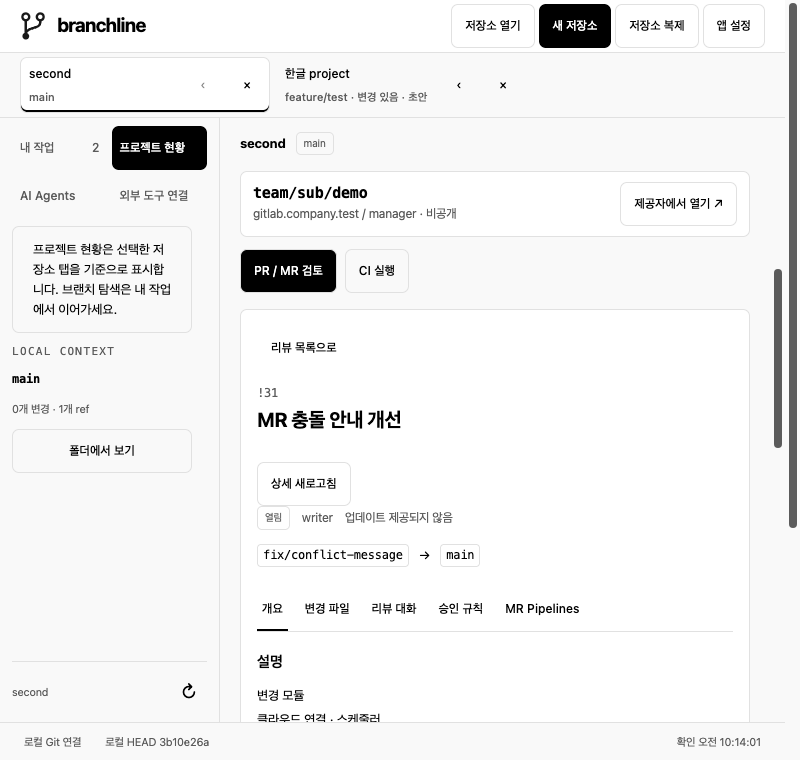 branchline
저장소 열기
새 저장소
저장소 복제
앱 설정
second
main
한글 project
feature/test · 변경 있음 · 초안
내 작업 2
프로젝트 현황
AI Agents
외부 도구 연결
프로젝트 현황은 선택한 저
장소 탭을 기준으로 표시합
니다. 브랜치 탐색은 내 작업
에서 이어가세요.
LOCAL CONTEXT
main
0개 변경 · 1개 ref
폴더에서 보기
second
second main
team/sub/demo
gitlab.company.test / manager · 비공개
제공자에서 열기 ↗
PR / MR 검토
CI 실행
리뷰 목록으로
!31
MR 충돌 안내 개선
상세 새로고침
열림 writer 업데이트 제공되지 않음
fix/conflict-message → main
개요 변경 파일 리뷰 대화 승인 규칙 MR Pipelines
설명
변경 모듈
클라우드 연결 · 스케줄러
로컬 Git 연결
로컬 HEAD 3b10e26a
확인 오전 10:14:01